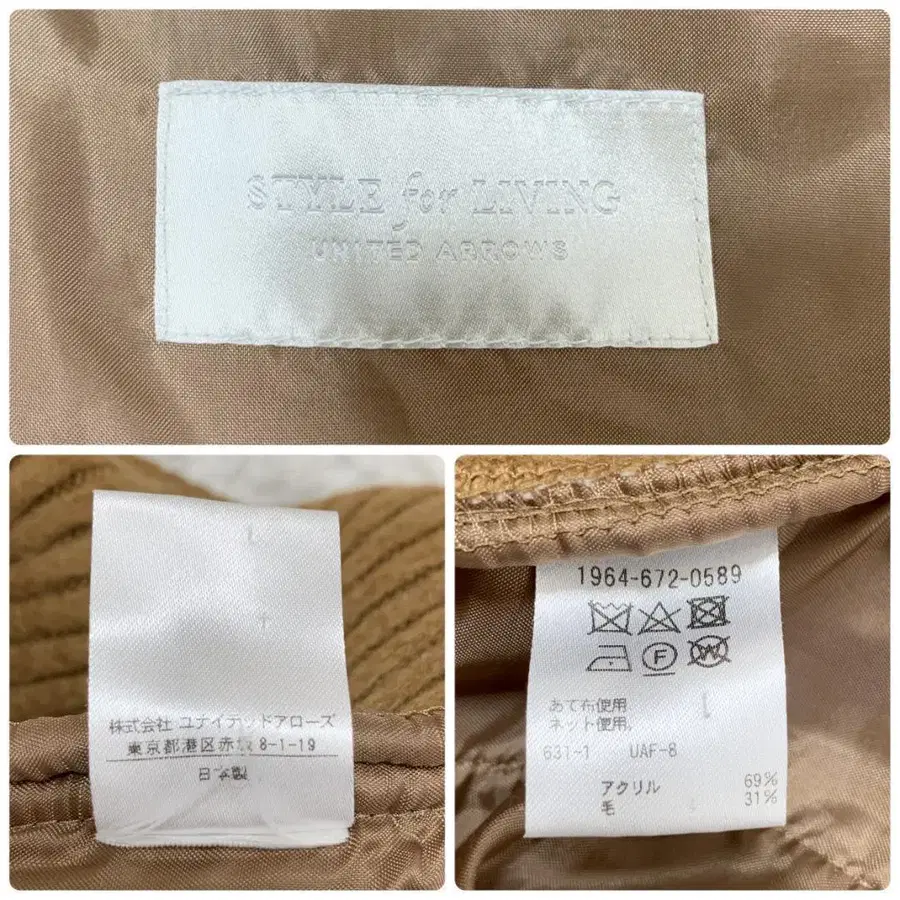 STYLE for LIVING
UNITED ARROWS
株式会社 ユナイテッドアローズ
東京都港区赤坂 8-1-19
日本製
1964-672-0589
あて布使用
ネット使用。
631-1 UAF-8
アクリル 69%
毛 31%